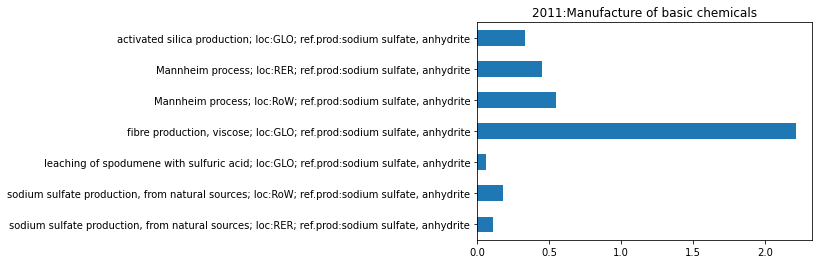 2011:Manufacture of basic chemicals
activated silica production; loc:GLO; ref.prod:sodium sulfate, anhydrite
Mannheim process; loc:RER; ref.prod:sodium sulfate, anhydrite
Mannheim process; loc:RoW; ref.prod:sodium sulfate, anhydrite
fibre production, viscose; loc:GLO; ref.prod:sodium sulfate, anhydrite
leaching of spodumene with sulfuric acid; loc:GLO; ref.prod:sodium sulfate, anhydrite
sodium sulfate production, from natural sources; loc:RoW; ref.prod:sodium sulfate, anhydrite
sodium sulfate production, from natural sources; loc:RER; ref.prod:sodium sulfate, anhydrite
0.0 0.5 1.0 1.5 2.0